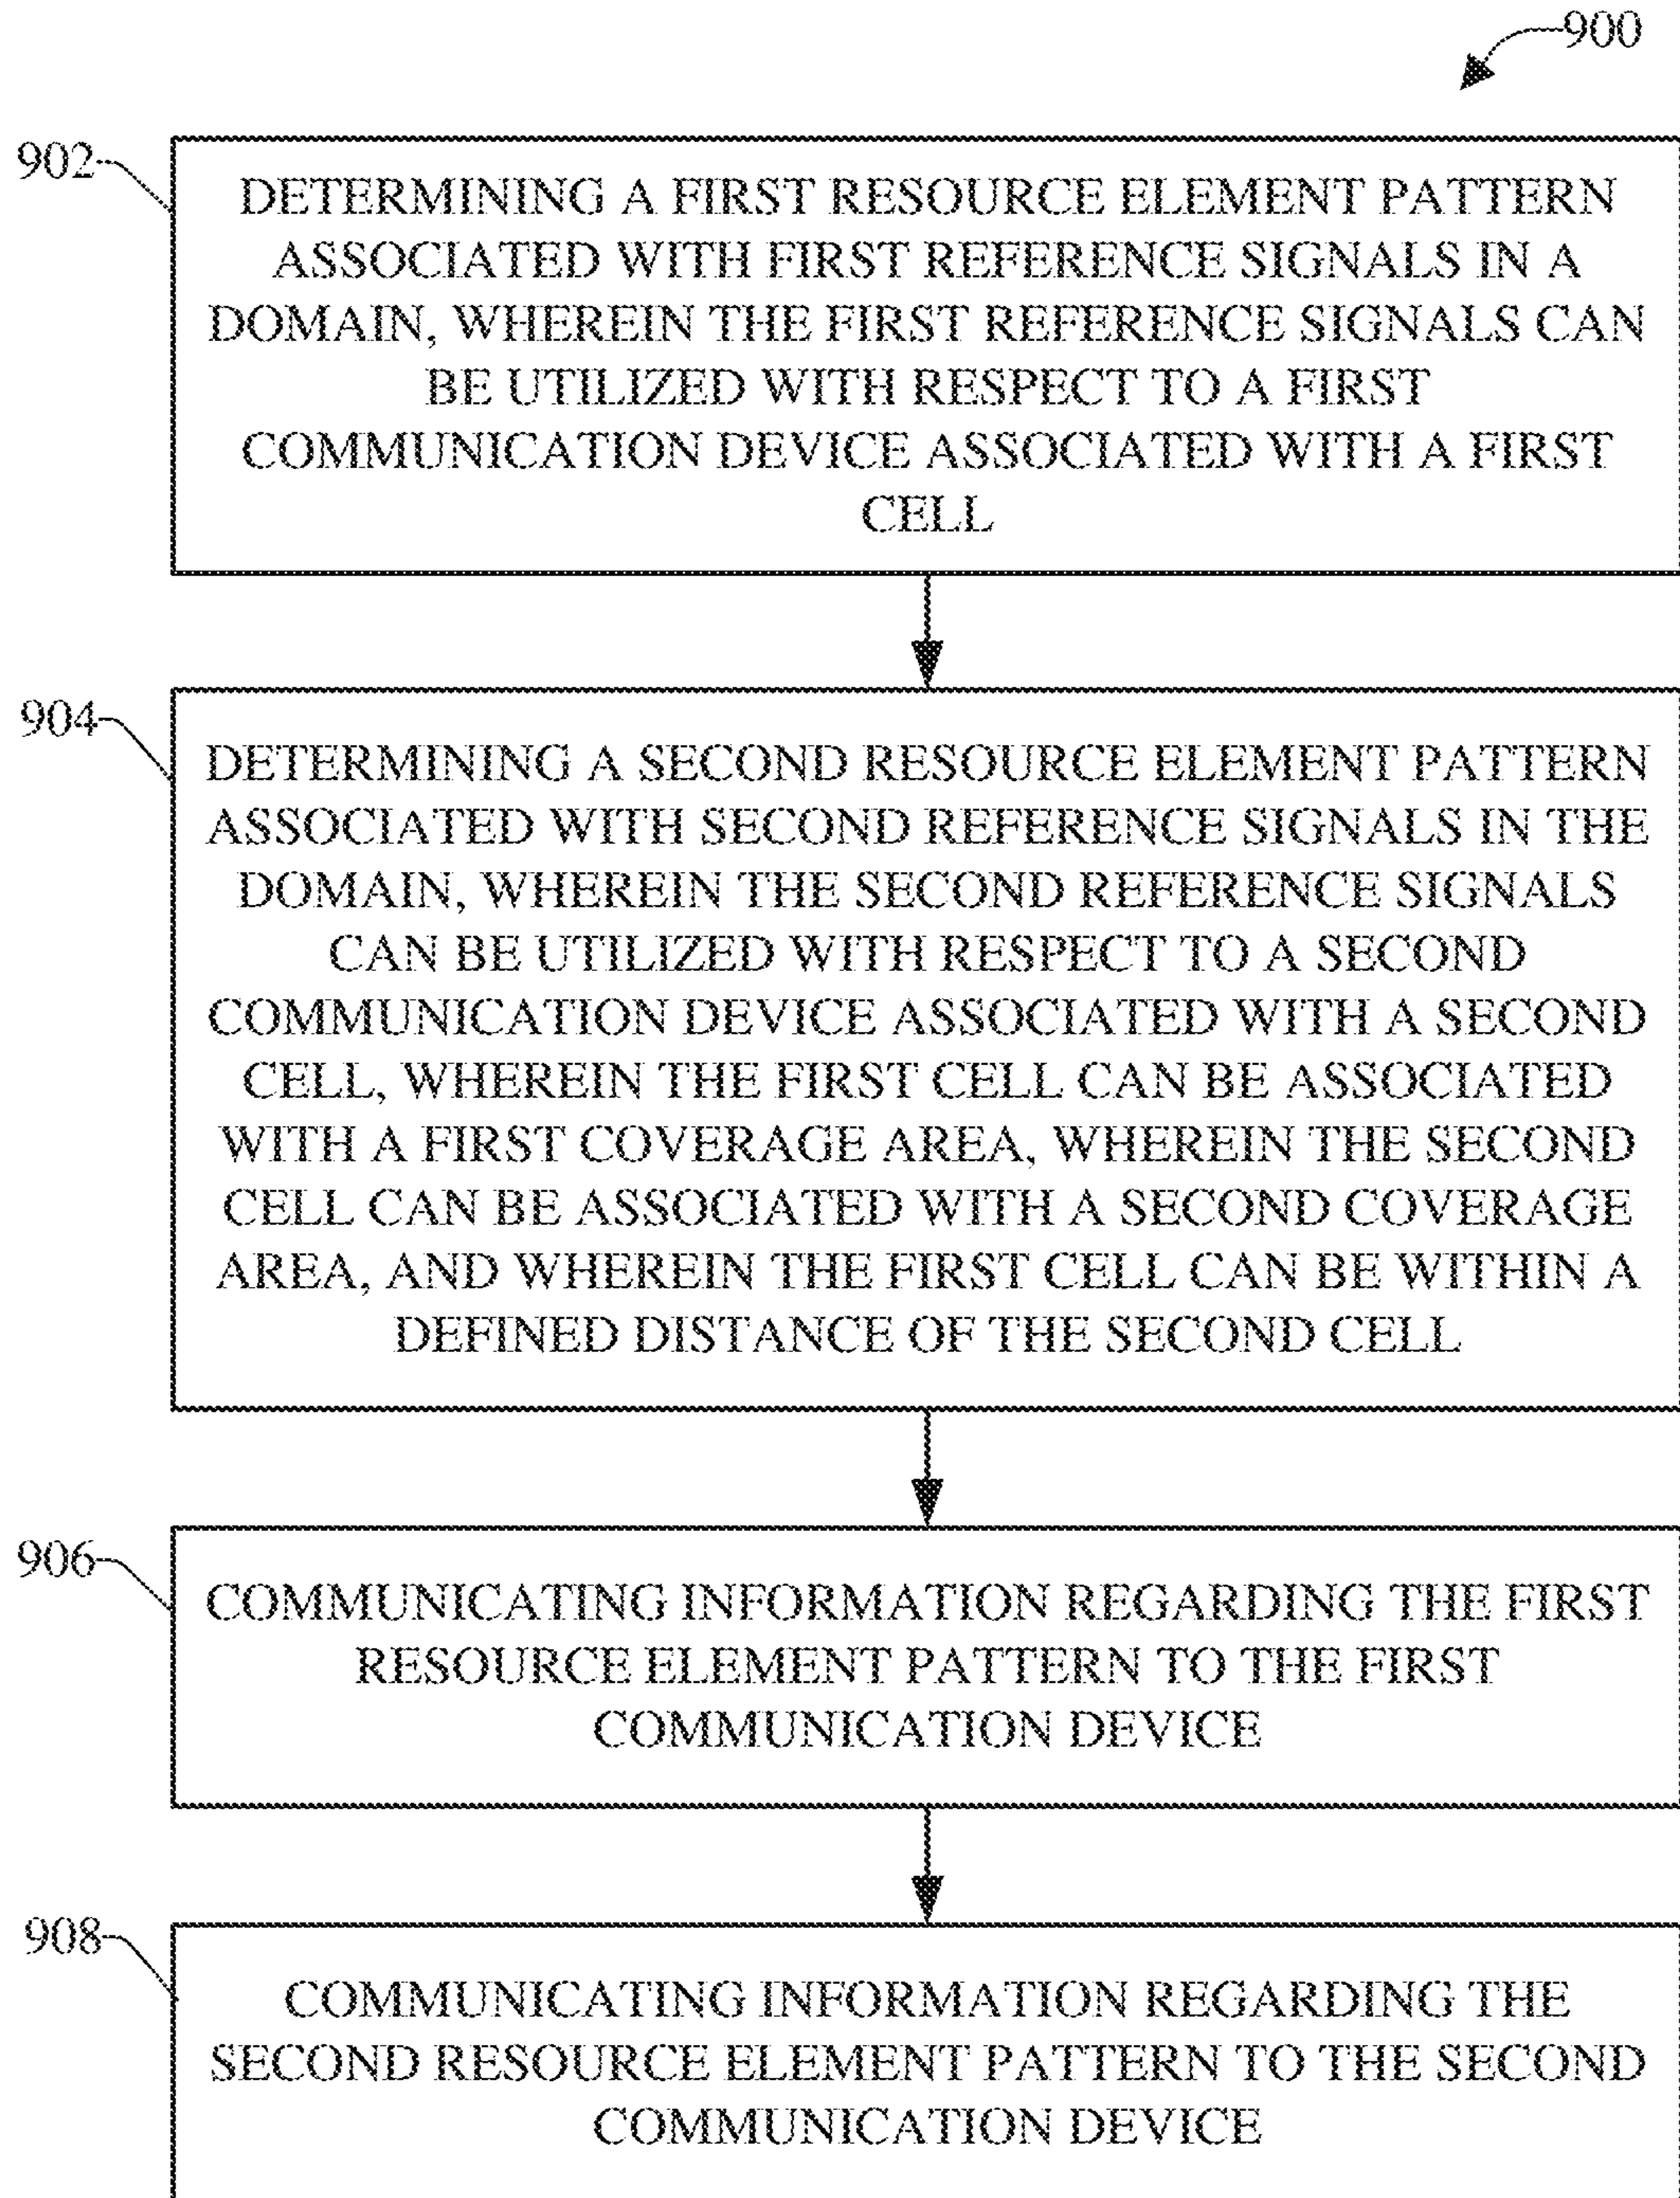 900
902
DETERMINING A FIRST RESOURCE ELEMENT PATTERN
ASSOCIATED WITH FIRST REFERENCE SIGNALS IN A
DOMAIN, WHEREIN THE FIRST REFERENCE SIGNALS CAN
BE UTILIZED WITH RESPECT TO A FIRST
COMMUNICATION DEVICE ASSOCIATED WITH A FIRST
CELL
904
DETERMINING A SECOND RESOURCE ELEMENT PATTERN
ASSOCIATED WITH SECOND REFERENCE SIGNALS IN THE
DOMAIN, WHEREIN THE SECOND REFERENCE SIGNALS
CAN BE UTILIZED WITH RESPECT TO A SECOND
COMMUNICATION DEVICE ASSOCIATED WITH A SECOND
CELL, WHEREIN THE FIRST CELL CAN BE ASSOCIATED
WITH A FIRST COVERAGE AREA, WHEREIN THE SECOND
CELL CAN BE ASSOCIATED WITH A SECOND COVERAGE
AREA, AND WHEREIN THE FIRST CELL CAN BE WITHIN A
DEFINED DISTANCE OF THE SECOND CELL
906
COMMUNICATING INFORMATION REGARDING THE FIRST
RESOURCE ELEMENT PATTERN TO THE FIRST
COMMUNICATION DEVICE
908
COMMUNICATING INFORMATION REGARDING THE
SECOND RESOURCE ELEMENT PATTERN TO THE SECOND
COMMUNICATION DEVICE